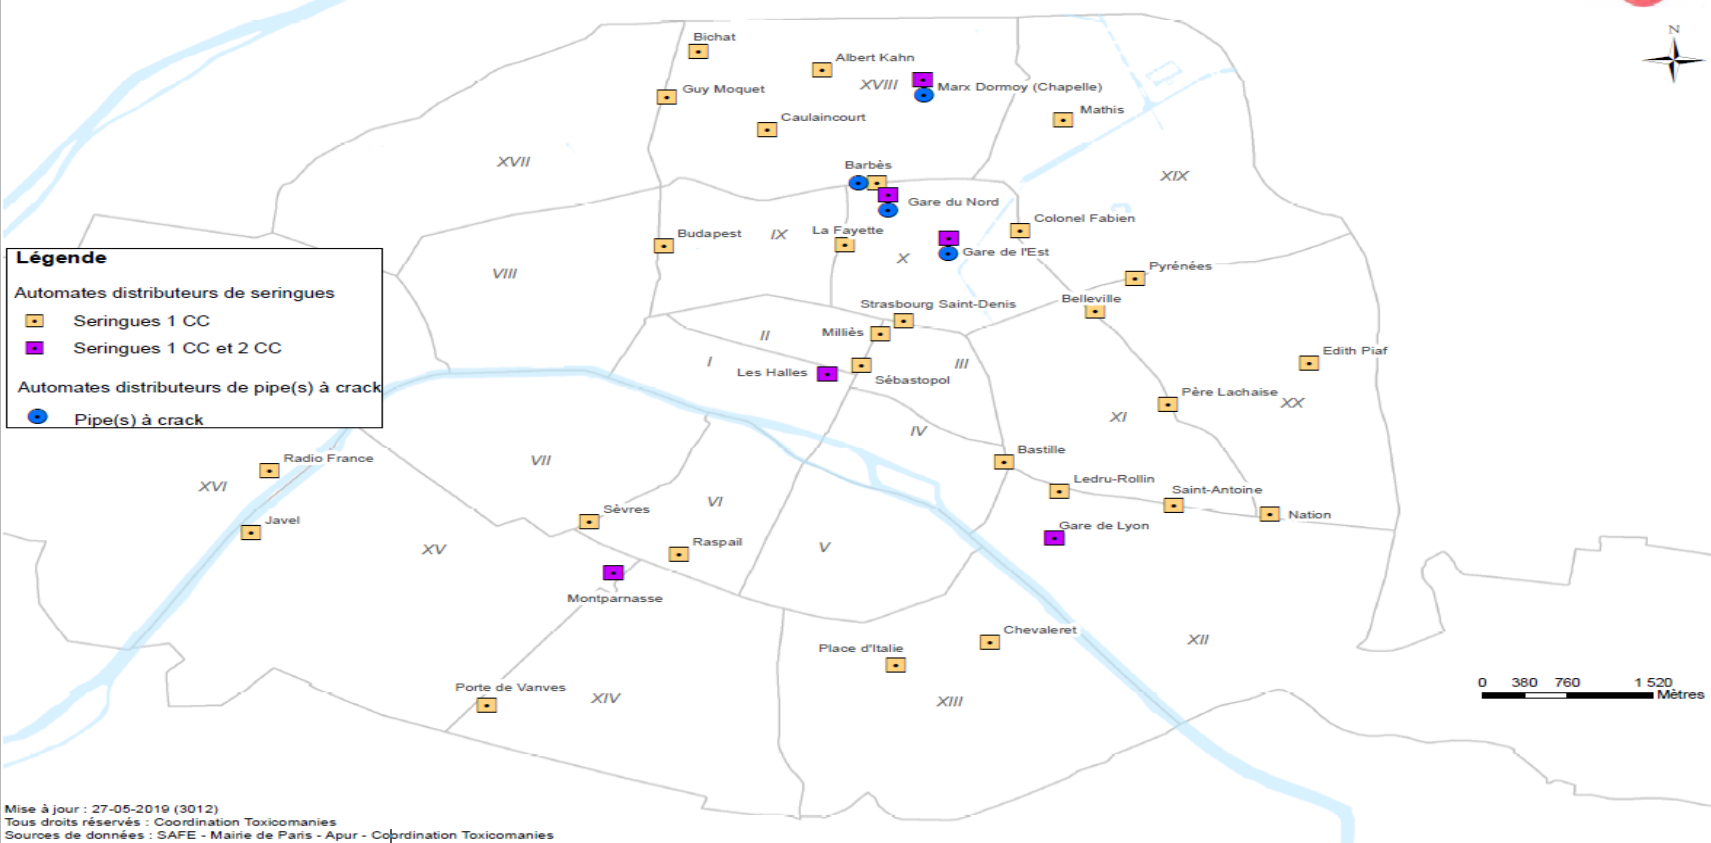 N
Bichat
Albert Kahn
XVIII
Marx Dormoy (Chapelle)
Guy Moquet
Mathis
Caulaincourt
XVII
Barbès
XIX
Gare du Nord
Colonel Fabien
Budapest
IX
La Fayette
Gare de l'Est
X
VIII
Pyrénées
Belleville
Strasbourg Saint-Denis
Milliès
II
III
I
Les Halles
Sébastopol
Edith Piaf
Père Lachaise
XX
XI
IV
Légende
Automates distributeurs de seringues
Seringues 1 CC
Seringues 1 CC et 2 CC
Automates distributeurs de pipe(s) à crack
Pipe(s) à crack
Bastille
Radio France
VII
XVI
Ledru-Rollin
Saint-Antoine
VI
Sèvres
Nation
Javel
Gare de Lyon
Raspail
V
XV
Montparnasse
Chevaleret
XII
Place d'Italie
Porte de Vanves
XIV
XIII
0 380 760 1 520
Mètres
Mise à jour : 27-05-2019 (3012)
Tous droits réservés : Coordination Toxicomanies
Sources de données : SAFE - Mairie de Paris - Apur - Coordination Toxicomanies